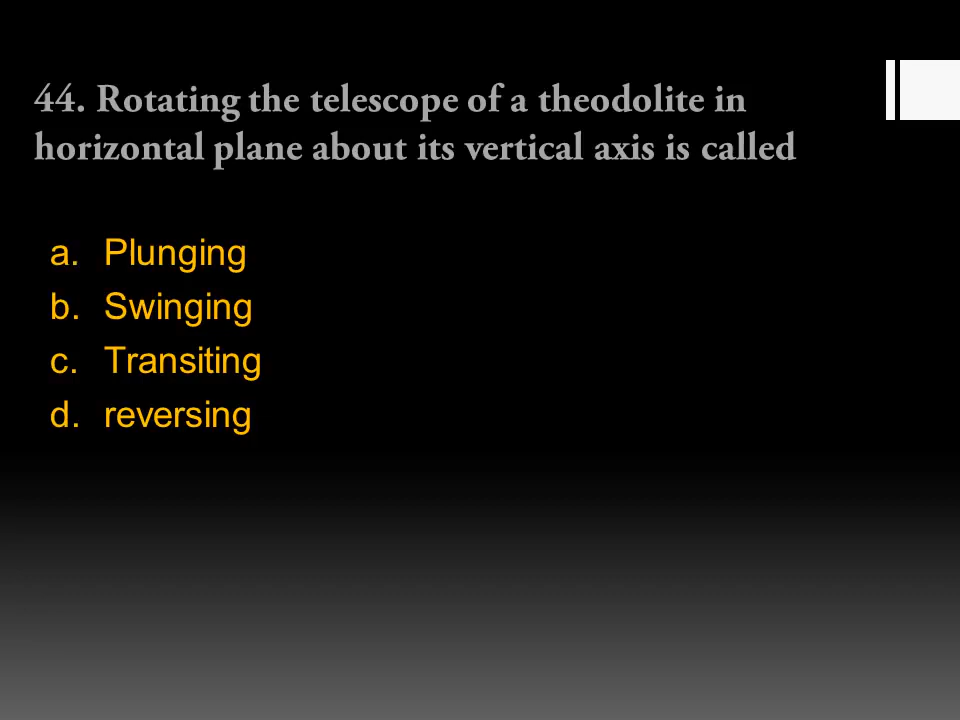 44. Rotating the telescope of a theodolite in
horizontal plane about its vertical axis is called
a. Plunging
b. Swinging
c. Transiting
d. reversing